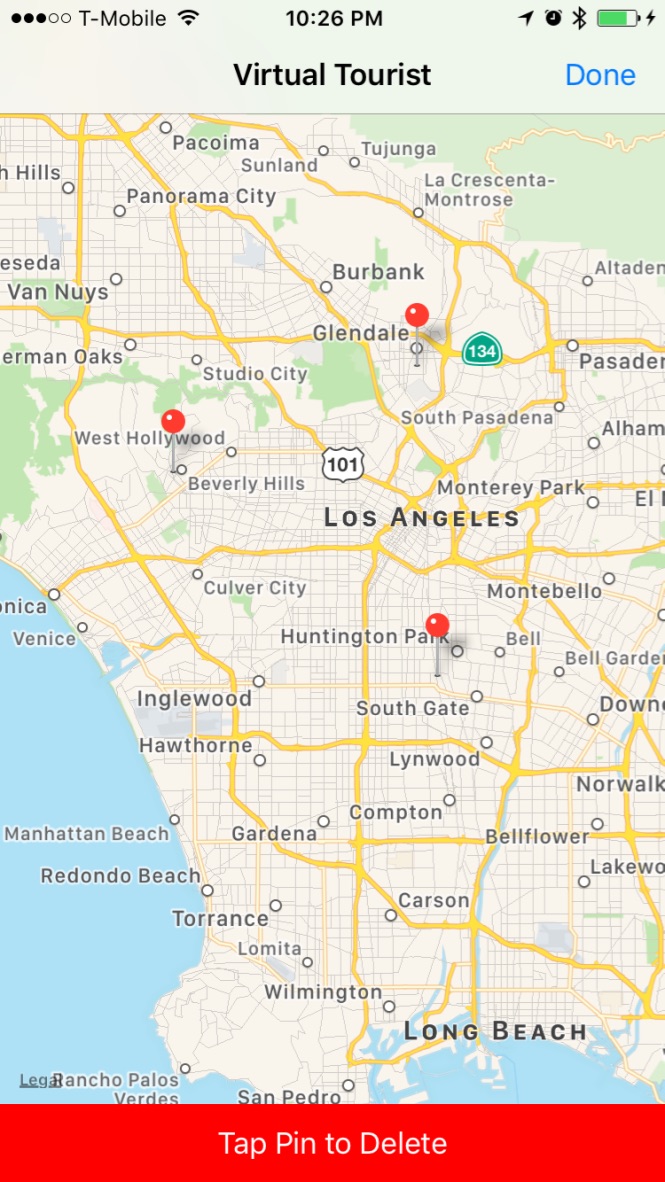 T-Mobile 10:26 PM
Virtual Tourist
Done
Pacoima
Tujunga
Sunland
h Hills
La Crescenta-
Montrose
Panorama City
eseda
Altaden
Burbank
Van Nuys
Glendale
134
erman Oaks
Studio City
Pasader
South Pasadena
Alham
West Hollywood
101
Beverly Hills
Monterey Park
El
LOS ANGELES
Culver City
Montebello
onica
Venice
Huntington Park
Bell
Bell Garde
Inglewood
South Gate
Down
Hawthorne
Lynwood
Norwalk
Compton
Manhattan Beach
Gardena
Bellflower
Redondo Beach
Lakewo
Carson
Torrance
Lomita
Wilmington
LONG BEACH
Legal
Rancho Palos
Verdes
San Pedro
Tap Pin to Delete